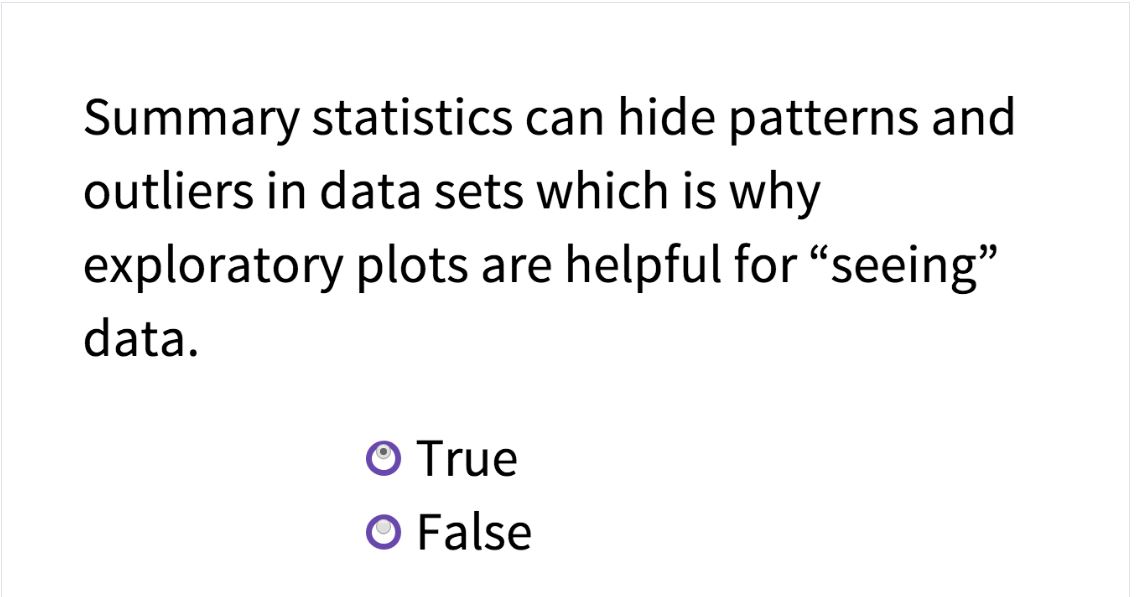 Summary statistics can hide patterns and
outliers in data sets which is why
exploratory plots are helpful for “seeing”
data.
True
False